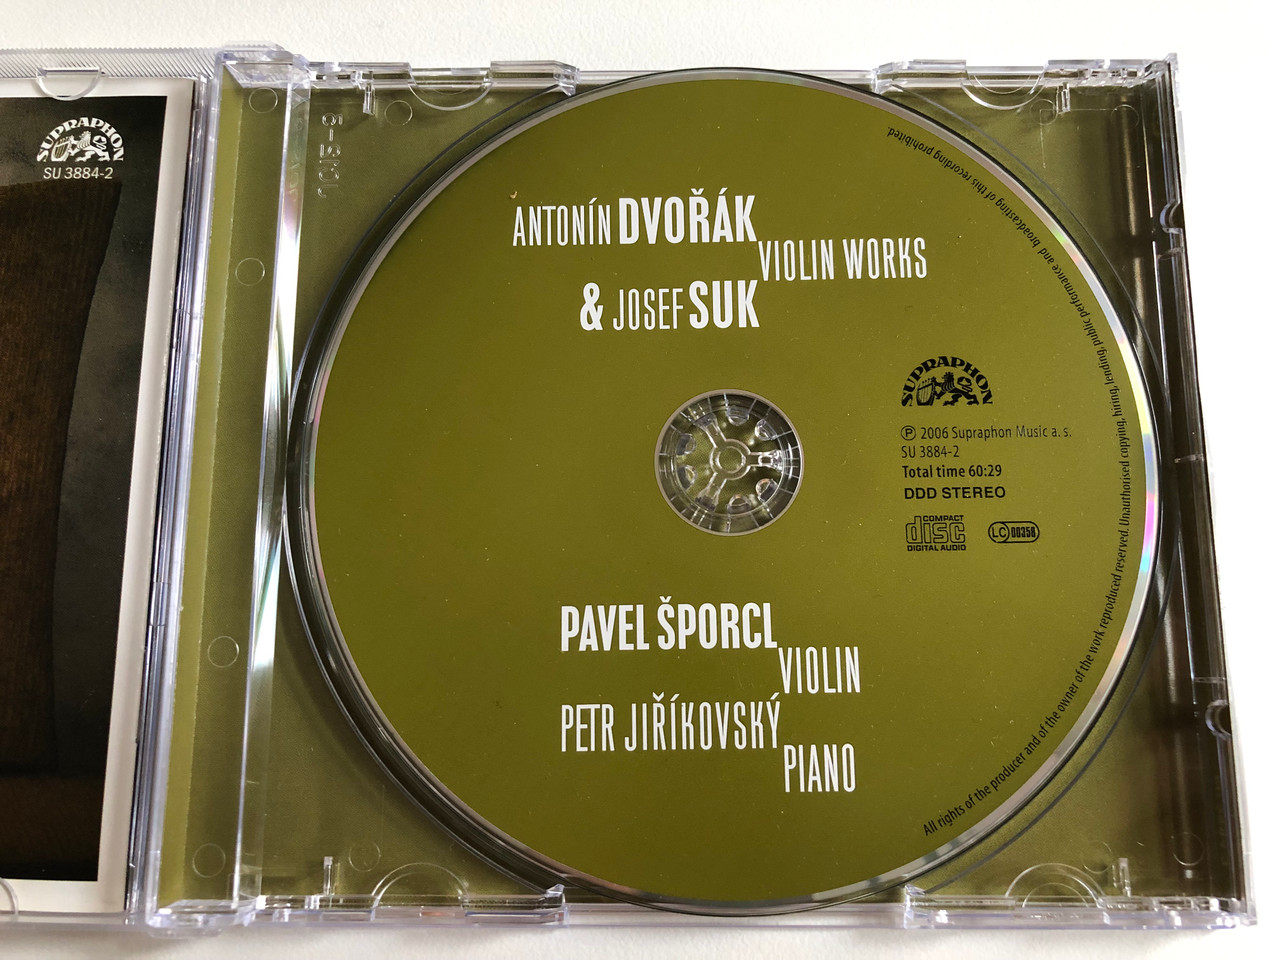 SUPRAPHON
SU 3884-2
ANTONÍN DVOŘÁK
VIOLIN WORKS
& JOSEF SUK
SUPRAPHON
Ⓟ 2006 Supraphon Music a. s.
SU 3884-2
Total time 60:29
DDD STEREO
COMPACT
disc
DIGITAL AUDIO
LC 00358
PAVEL ŠPORCL
VIOLIN
PETR JIŘÍKOVSKÝ
PIANO
All rights of the producer and of the owner of the work reproduced reserved. Unauthorised copying, hiring, lending, public performance and broadcasting of this recording prohibited.